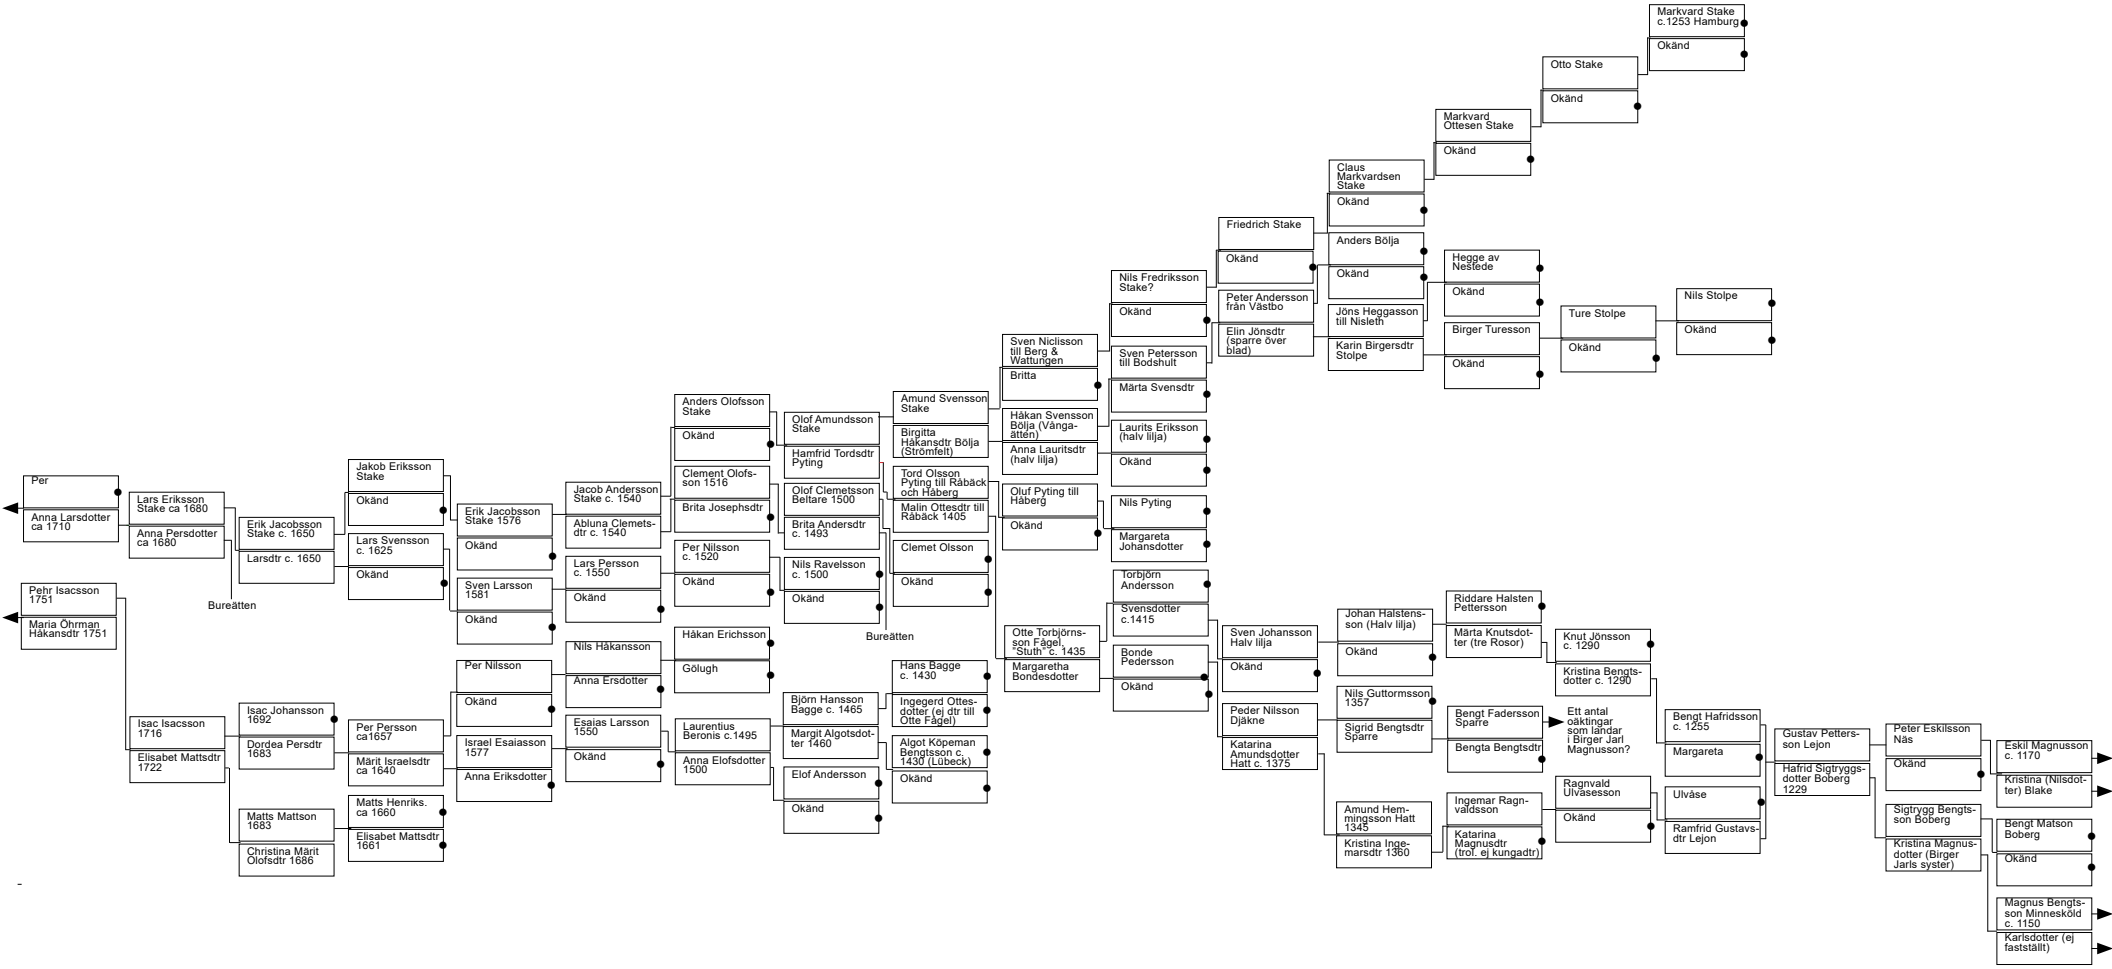 Per
Anna Larsdotter
ca 1710
Pehr Isacsson
1751
Maria Öhrman
Håkansdtr 1751
-
Lars Eriksson
Stake ca 1680
Anna Persdotter
ca 1680
Bureätten
Isac Isacsson
1716
Elisabet Mattsdtr
1722
Erik Jacobsson
Stake c. 1650
Larsdtr c. 1650
Isac Johansson
1692
Dordea Persdtr
1683
Matts Mattson
1683
Christina Märit
Olofsdtr 1686
Jakob Eriksson
Stake
Okänd
Lars Svensson
c. 1625
Okänd
Per Persson
ca1657
Märit Israelsdtr
ca 1640
Matts Henriks.
ca 1660
Elisabet Mattsdtr
1661
Erik Jacobsson
Stake 1576
Okänd
Sven Larsson
1581
Okänd
Per Nilsson
Okänd
Israel Esaiasson
1577
Anna Eriksdotter
Jacob Andersson
Stake c. 1540
Abluna Clemets-
dtr c. 1540
Lars Persson
c. 1550
Okänd
Nils Håkansson
Anna Ersdotter
Esaias Larsson
1550
Okänd
Anders Olofsson
Stake
Okänd
Clement Olofs-
son 1516
Brita Josephsdtr
Per Nilsson
c. 1520
Okänd
Håkan Erichsson
Gölugh
Laurentius
Beronis c.1495
Anna Elofsdotter
1500
Olof Amundsson
Stake
Hamfrid Tordsdtr
Pyting
Olof Clemetsson
Beltare 1500
Brita Andersdtr
c. 1493
Nils Ravelsson
c. 1500
Okänd
Bureätten
Björn Hansson
Bagge c. 1465
Margit Algotsdot-
ter 1460
Elof Andersson
Okänd
Amund Svensson
Stake
Birgitta
Håkansdtr Bölja
(Strömfelt)
Tord Olsson
Pyting till Råbäck
och Håberg
Malin Ottesdtr till
Råbäck 1405
Clemet Olsson
Okänd
Hans Bagge
c. 1430
Ingegerd Ottes-
dotter (ej dtr till
Otte Fågel)
Algot Köpeman
Bengtsson c.
1430 (Lübeck)
Okänd
Sven Niclisson
till Berg &
Wattungen
Britta
Håkan Svensson
Bölja (Vånga-
ätten)
Anna Lauritsdtr
(halv lilja)
Oluf Pyting till
Håberg
Okänd
Otte Torbjörns-
son Fågel,
"Stuth" c. 1435
Margaretha
Bondesdotter
Nils Fredriksson
Stake?
Okänd
Sven Petersson
till Bodshult
Märta Svensdtr
Laurits Eriksson
(halv lilja)
Okänd
Nils Pyting
Margareta
Johansdotter
Torbjörn
Andersson
Svensdotter
c.1415
Bonde
Pedersson
Okänd
Friedrich Stake
Okänd
Peter Andersson
från Västbo
Elin Jönsdtr
(sparre över
blad)
Sven Johansson
Halv lilja
Okänd
Peder Nilsson
Djäkne
Katarina
Amundsdotter
Hatt c. 1375
Claus
Markvardsen
Stake
Okänd
Anders Bölja
Okänd
Jöns Heggasson
till Nisleth
Karin Birgersdtr
Stolpe
Johan Halstens-
son (Halv lilja)
Okänd
Nils Guttormsson
1357
Sigrid Bengtsdtr
Sparre
Amund Hem-
mingsson Hatt
1345
Kristina Inge-
marsdtr 1360
Markvard
Ottesen Stake
Okänd
Hegge av
Nestede
Okänd
Birger Turesson
Okänd
Riddare Halsten
Pettersson
Märta Knutsdot-
ter (tre Rosor)
Bengt Fadersson
Sparre
Bengta Bengtsdtr
Ingemar Ragn-
valdsson
Katarina
Magnusdtr
(trol. ej kungadtr)
Otto Stake
Okänd
Ture Stolpe
Okänd
Knut Jönsson
c. 1290
Kristina Bengts-
dotter c. 1290
Ett antal
oäktingar
som landar
i Birger Jarl
Magnusson?
Ragnvald
Ulväsesson
Okänd
Markvard Stake
c.1253 Hamburg
Okänd
Nils Stolpe
Okänd
Bengt Hafridsson
c. 1255
Margareta
Ulväse
Ramfrid Gustavs-
dtr Lejon
Gustav Petters-
son Lejon
Hafrid Sigtryggs-
dotter Boberg
1229
Peter Eskilsson
Näs
Okänd
Sigtrygg Bengts-
son Boberg
Kristina Magnus-
dotter (Birger
Jarls syster)
Eskil Magnusson
c. 1170
Kristina (Nilsdot-
ter) Blake
Bengt Matson
Boberg
Okänd
Magnus Bengts-
son Minnesköld
c. 1150
Karlsdotter (ej
fastställt)